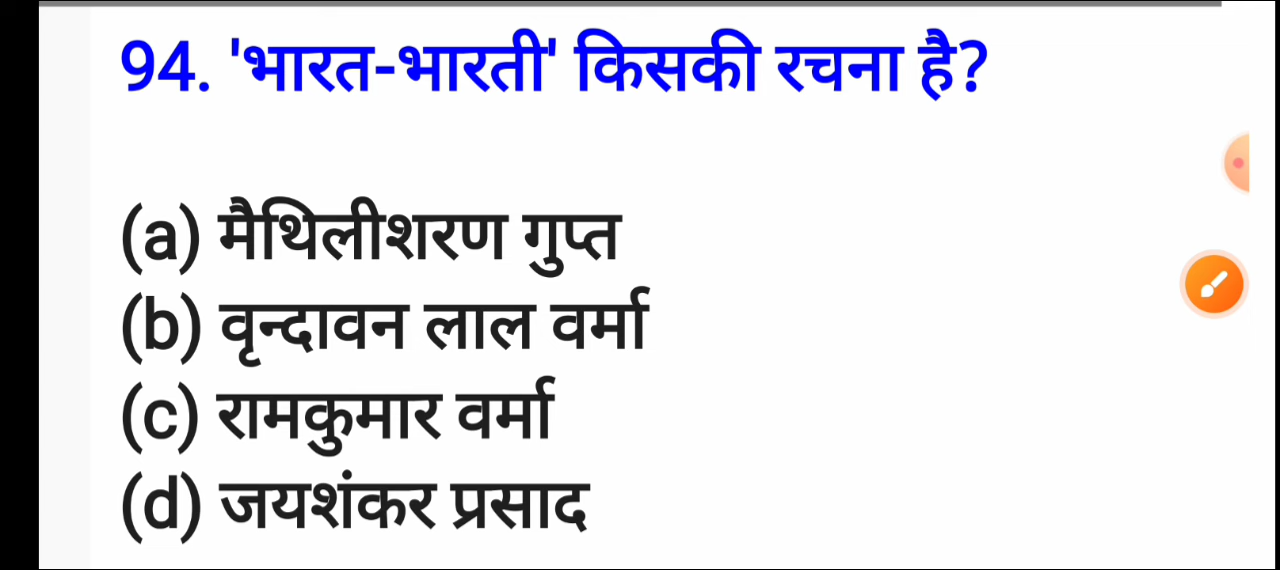 94. 'भारत-भारती' किसकी रचना है?
(a) मैथिलीशरण गुप्त
(b) वृन्दावन लाल वर्मा
(c) रामकुमार वर्मा
(d) जयशंकर प्रसाद